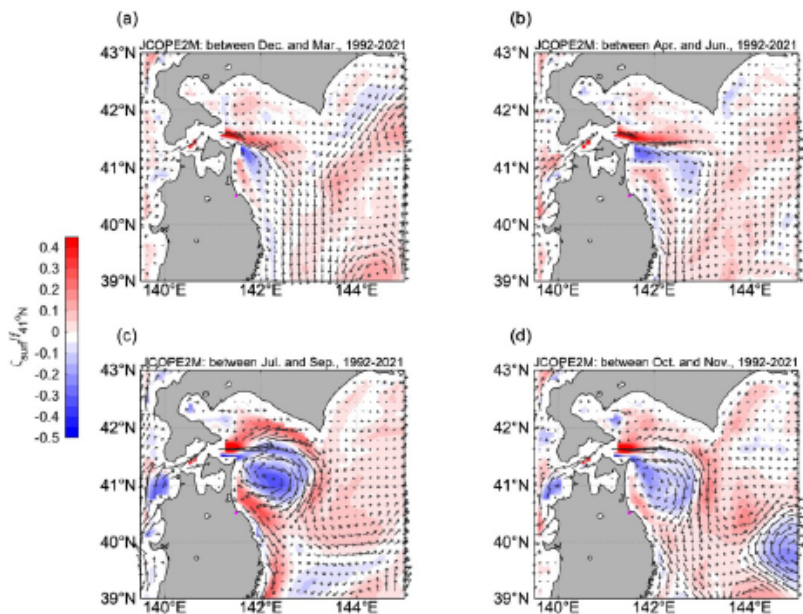 (a)
(b)
JCOPE2M: between Dec. and Mar., 1992-2021
JCOPE2M: between Apr. and Jun., 1992-2021
43°N
42°N
41°N
40°N
39°N
140°E
142°E
144°E
43°N
42°N
41°N
40°N
39°N
140°E
142°E
144°E
0.4
0.3
0.2
0.1
0
-0.1
-0.2
-0.3
-0.4
-0.5
ζsurf/f41°N
(c)
(d)
JCOPE2M: between Jul. and Sep., 1992-2021
JCOPE2M: between Oct. and Nov., 1992-2021
43°N
42°N
41°N
40°N
39°N
140°E
142°E
144°E
43°N
42°N
41°N
40°N
39°N
140°E
142°E
144°E